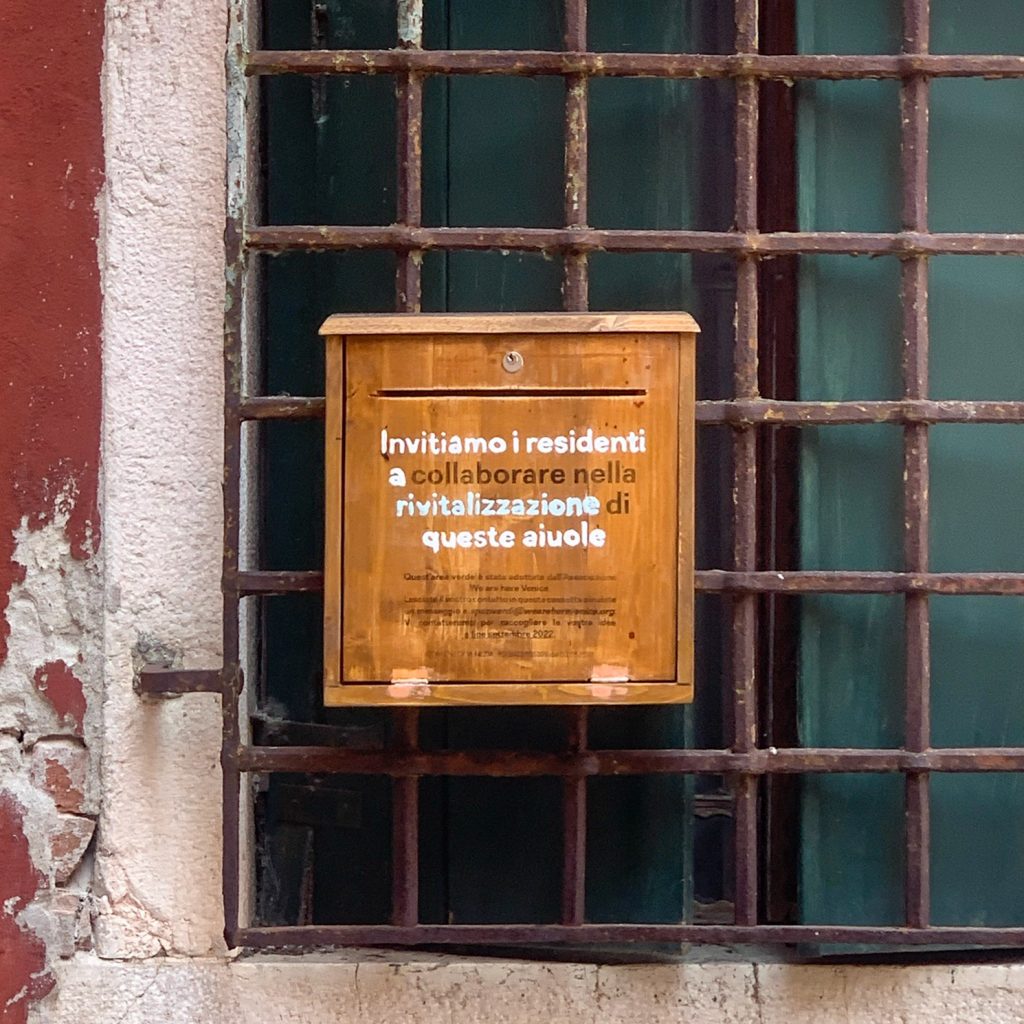 Invitiamo i residenti
a collaborare nella
rivitalizzazione di
queste aiuole
Quest'area verde è stata adottata dall'Associazione
We are here Venice
Lasciate il vostro contatto in questa cassetta o inviate
un messaggio a
Vi contatteremo per raccogliere le vostre idee
a fine settembre 2022